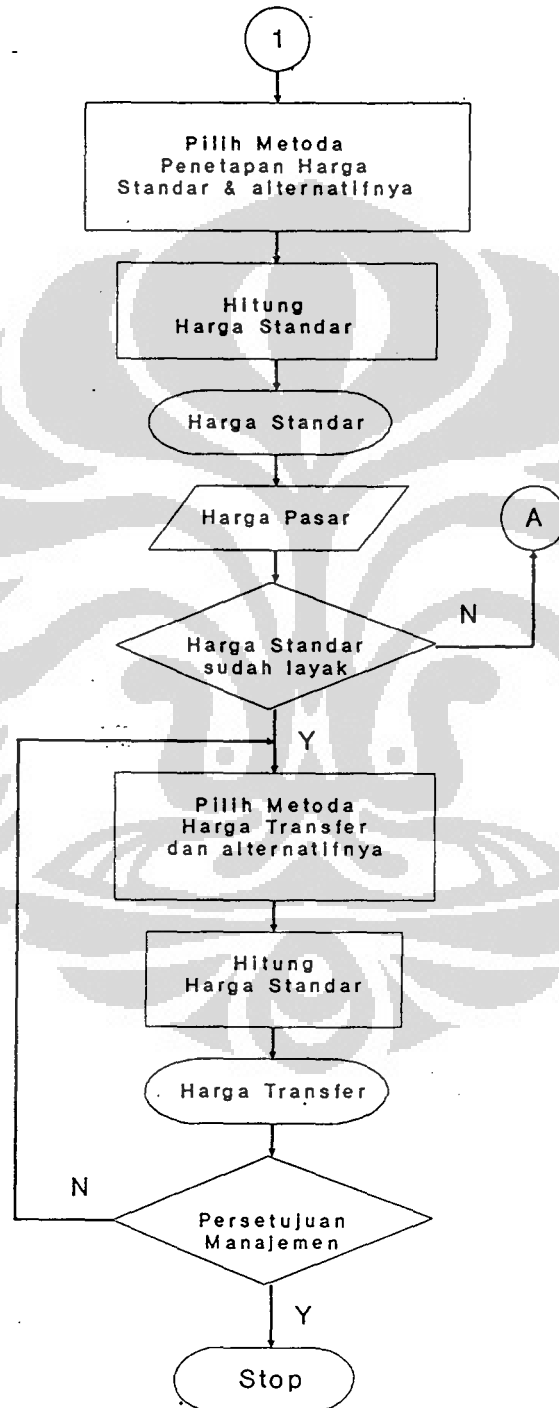 1
Pilih Metoda
Penetapan Harga
Standar & alternatifnya
Hitung
Harga Standar
Harga Standar
Harga Pasar
A
N
Harga Standar
sudah layak
Y
Pilih Metoda
Harga Transfer
dan alternatifnya
Hitung
Harga Standar
Harga Transfer
N
Persetujuan
Manajemen
Y
Stop